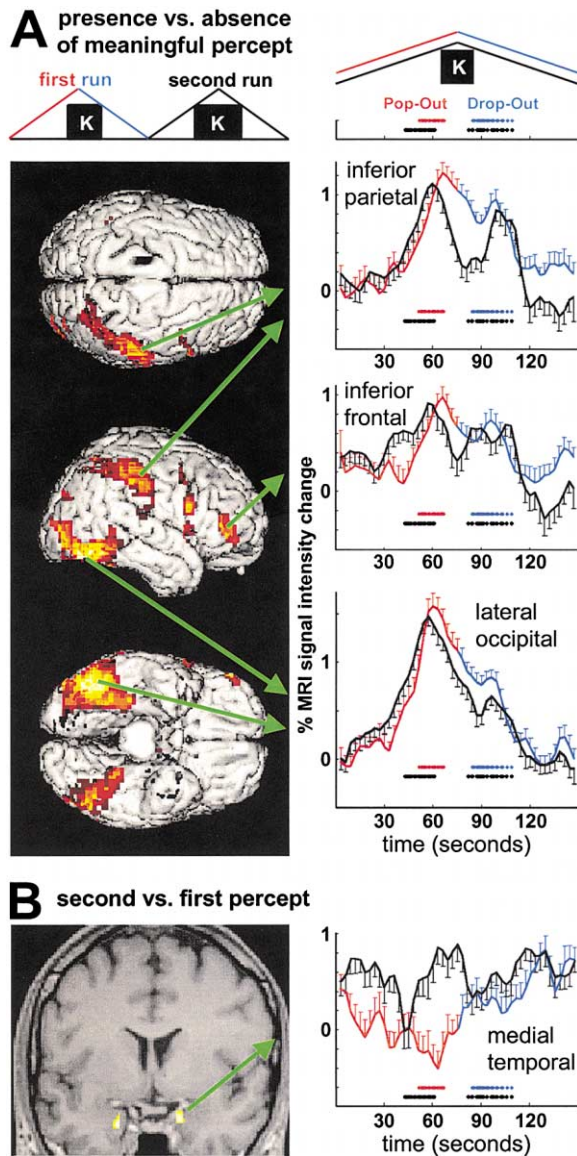 A presence vs. absence
of meaningful percept
first run
second run
K
K
K
Pop-Out Drop-Out
inferior
parietal
1
0
30 60 90 120
inferior
frontal
1
0
30 60 90 120
% MRI signal intensity change
lateral
occipital
1
0
30 60 90 120
time (seconds)
B second vs. first percept
1
0
medial
temporal
30 60 90 120
time (seconds)